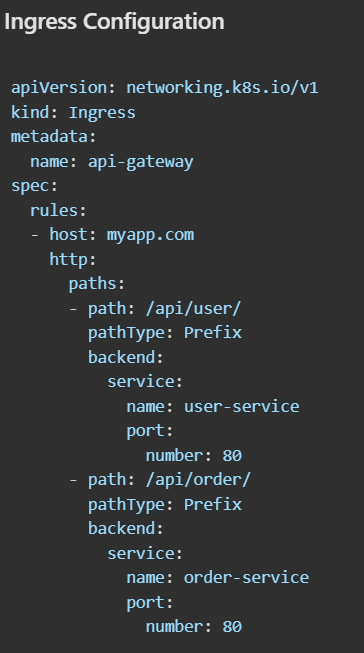 Ingress Configuration
apiVersion: networking.k8s.io/v1
kind: Ingress
metadata:
  name: api-gateway
spec:
  rules:
  - host: myapp.com
    http:
      paths:
      - path: /api/user/
        pathType: Prefix
        backend:
          service:
            name: user-service
            port:
              number: 80
      - path: /api/order/
        pathType: Prefix
        backend:
          service:
            name: order-service
            port:
              number: 80